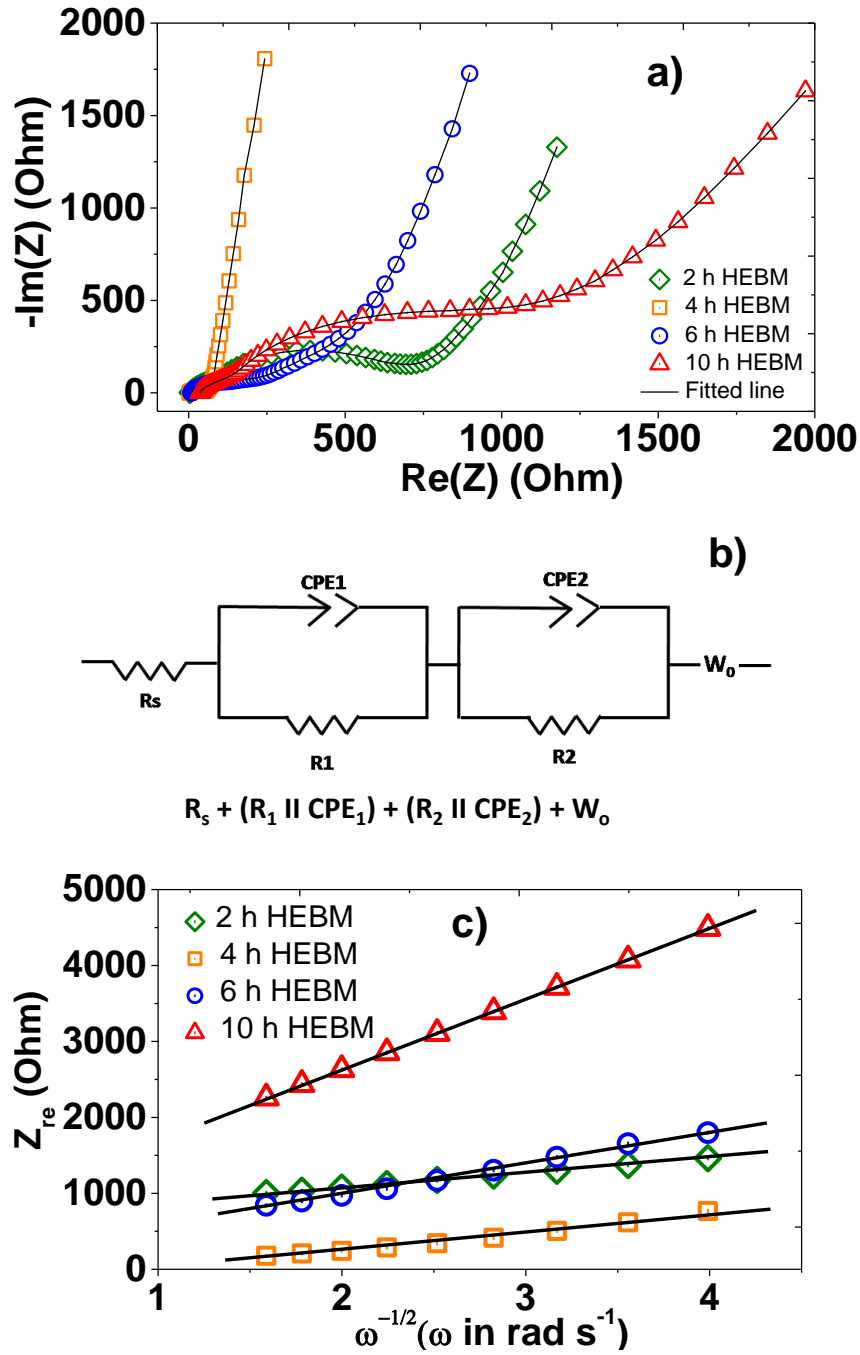 a)
2000
1500
1000
500
0
-Im(Z) (Ohm)
2 h HEBM
4 h HEBM
6 h HEBM
10 h HEBM
Fitted line
0 500 1000 1500 2000
Re(Z) (Ohm)
b)
CPE1 CPE2
Rs W₀
R1 R2
Rₛ + (R₁ II CPE₁) + (R₂ II CPE₂) + Wₒ
c)
5000
4000
3000
2000
1000
0
Z_re (Ohm)
2 h HEBM
4 h HEBM
6 h HEBM
10 h HEBM
1 2 3 4
ω⁻¹/²(ω in rad s⁻¹)